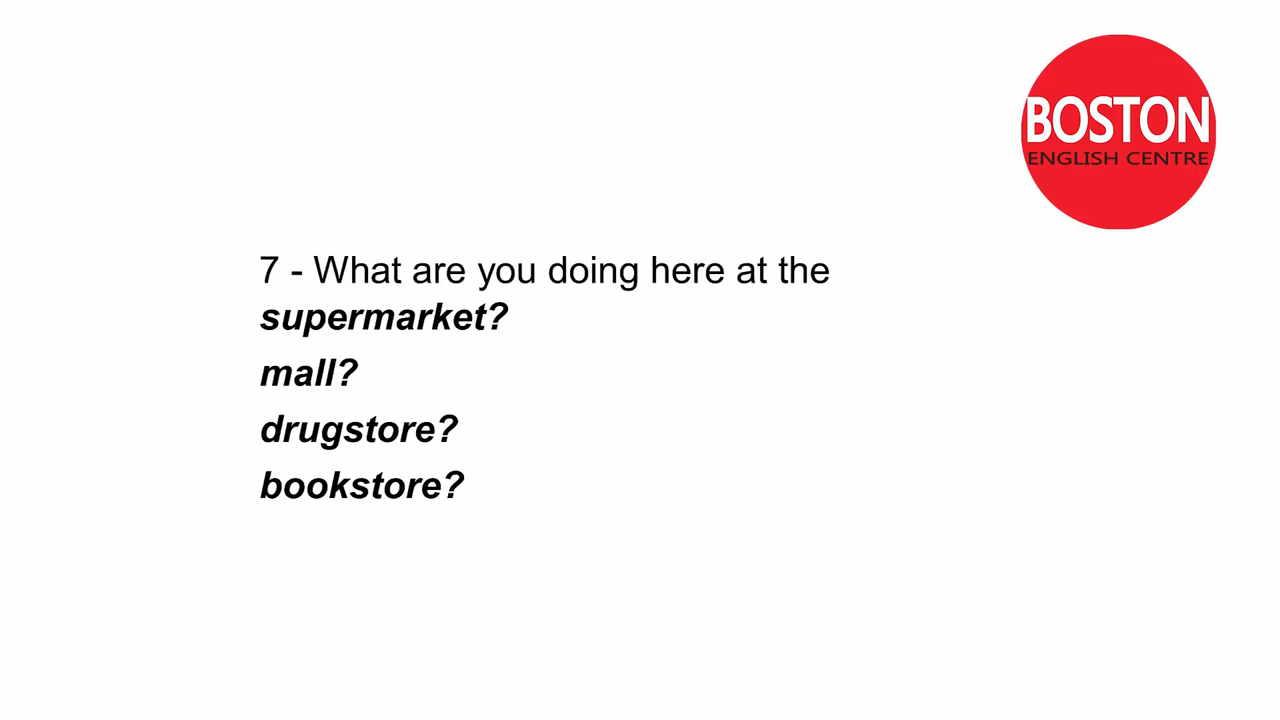 BOSTON
ENGLISH CENTRE
7 - What are you doing here at the
supermarket?
mall?
drugstore?
bookstore?